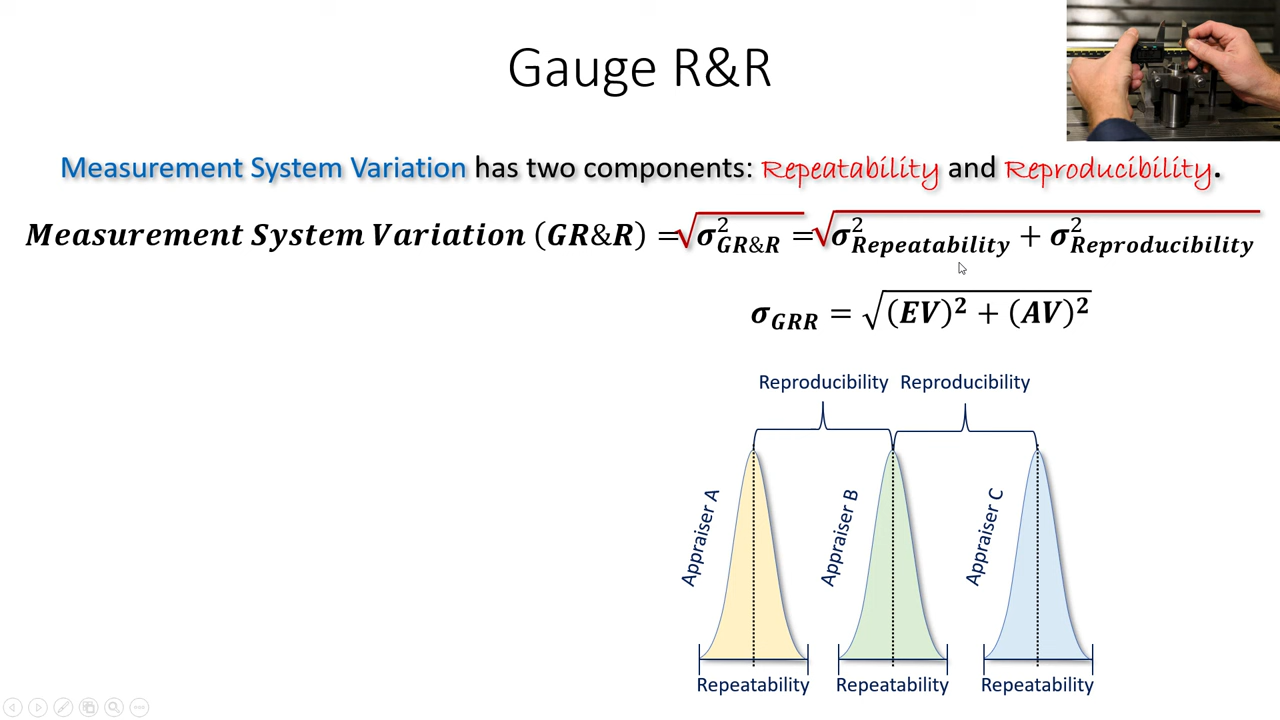 Gauge R&R
Measurement System Variation has two components: Repeatability and Reproducibility.
Measurement System Variation (GR&R) = √σ²GR&R = √σ²Repeatability + σ²Reproducibility
σGRR = √(EV)² + (AV)²
Reproducibility Reproducibility
Appraiser A
Appraiser B
Appraiser C
Repeatability Repeatability Repeatability